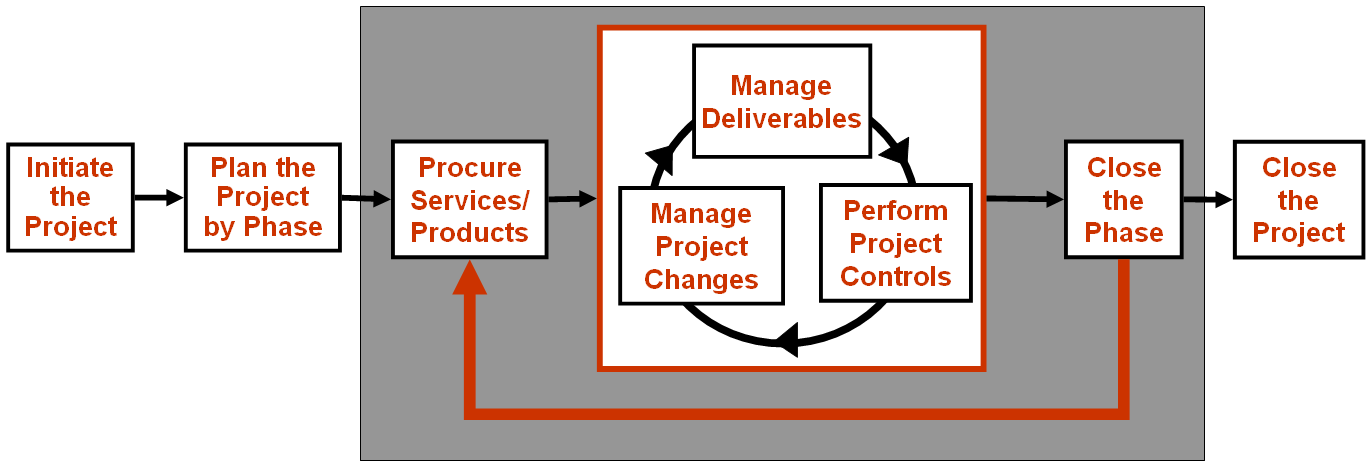 Initiate
the
Project
Plan the
Project
by Phase
Procure
Services/
Products
Manage
Deliverables
Manage
Project
Changes
Perform
Project
Controls
Close
the
Phase
Close
the
Project